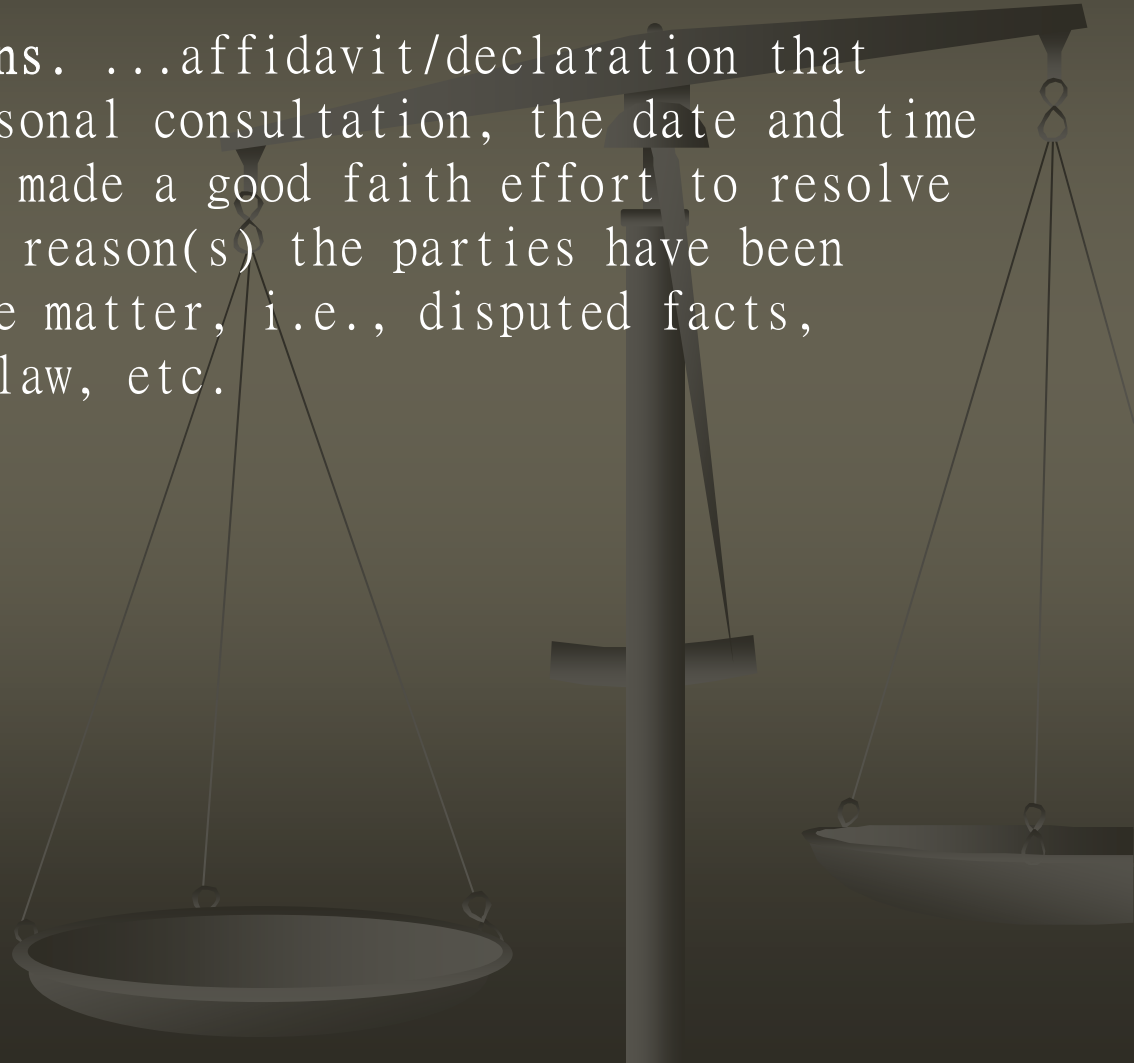 ns. ...affidavit/declaration that
sonal consultation, the date and time
made a good faith effort to resolve
reason(s) the parties have been
e matter, i.e., disputed facts,
law, etc.